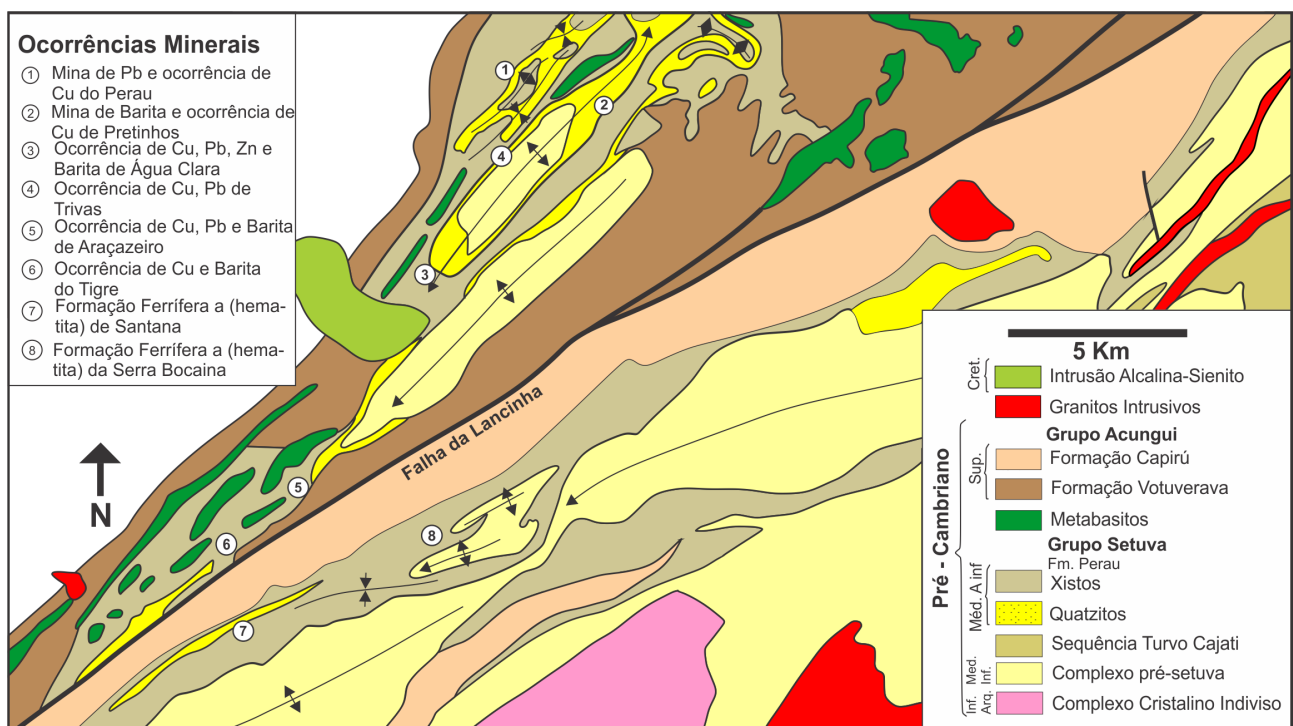 Ocorrências Minerais
1 Mina de Pb e ocorrência de
Cu do Perau
2 Mina de Barita e ocorrência de
Cu de Pretinhos
3 Ocorrência de Cu, Pb, Zn e
Barita de Água Clara
4 Ocorrência de Cu, Pb de
Trivas
5 Ocorrência de Cu, Pb e Barita
de Araçazeiro
6 Ocorrência de Cu e Barita
do Tigre
7 Formação Ferrífera a (hema-
tita) de Santana
8 Formação Ferrífera a (hema-
tita) da Serra Bocaina
1
2
4
3
5
6
7
8
N
Falha da Lancinha
5 Km
Cret.
Intrusão Alcalina-Sienito
Granitos Intrusivos
Pré - Cambriano
Grupo Acungui
Sup.
Formação Capirú
Formação Votuverava
Metabasitos
Grupo Setuva
Fm. Perau
Méd. A inf
Xistos
Quatzitos
Sequência Turvo Cajati
Med.
Inf.
Complexo pré-setuva
Inf.
Arq.
Complexo Cristalino Indiviso